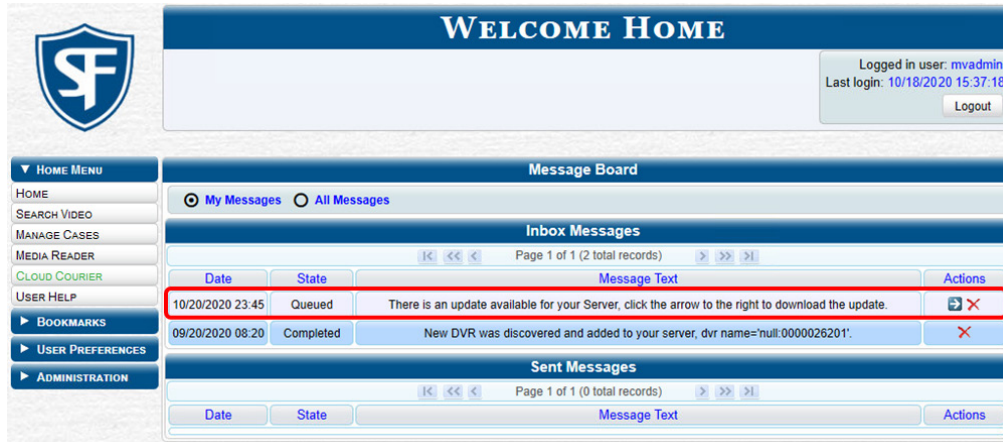 SF
WELCOME HOME
Logged in user: mvadmin
Last login: 10/18/2020 15:37:18
Logout
HOME MENU
HOME
SEARCH VIDEO
MANAGE CASES
MEDIA READER
CLOUD COURIER
USER HELP
BOOKMARKS
USER PREFERENCES
ADMINISTRATION
Message Board
My Messages All Messages
Inbox Messages
|< << < Page 1 of 1 (2 total records) > >> >|
Date State Message Text Actions
10/20/2020 23:45 Queued There is an update available for your Server, click the arrow to the right to download the update.
09/20/2020 08:20 Completed New DVR was discovered and added to your server, dvr name='null:0000026201'.
Sent Messages
|< << < Page 1 of 1 (0 total records) > >> >|
Date State Message Text Actions